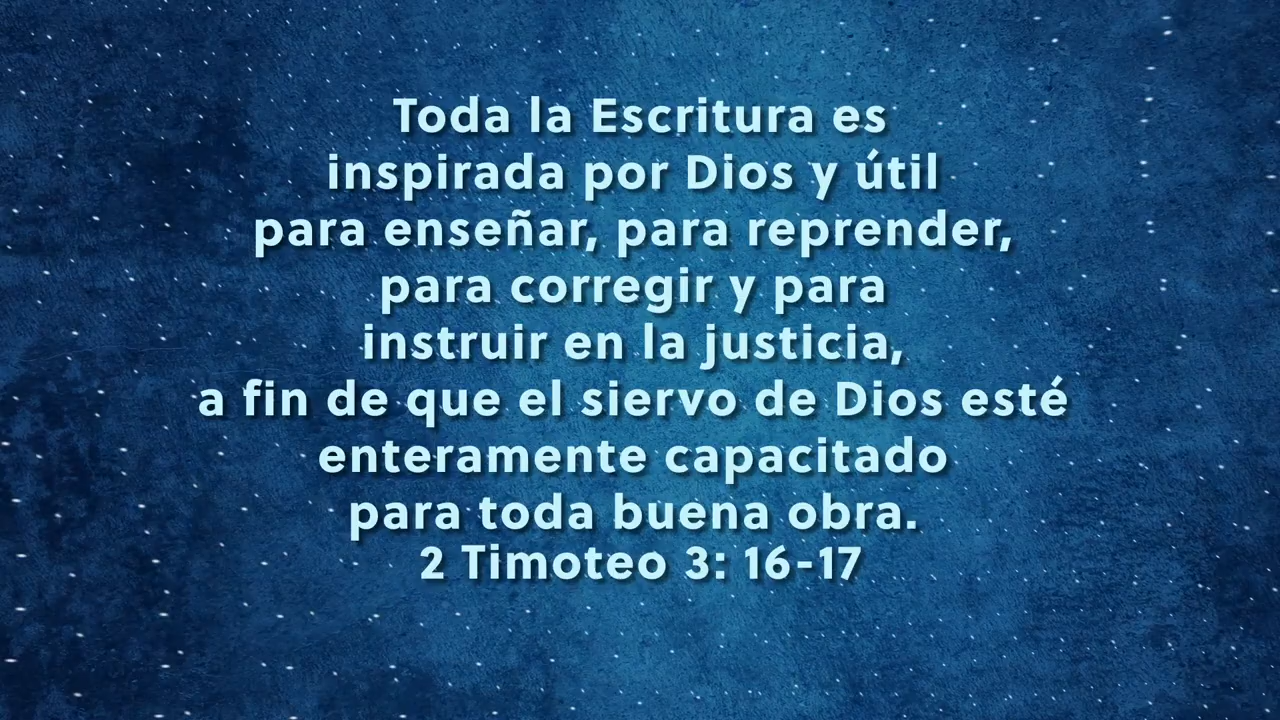 Toda la Escritura es
inspirada por Dios y útil
para enseñar, para reprender,
para corregir y para
instruir en la justicia,
a fin de que el siervo de Dios esté
enteramente capacitado
para toda buena obra.
2 Timoteo 3: 16-17